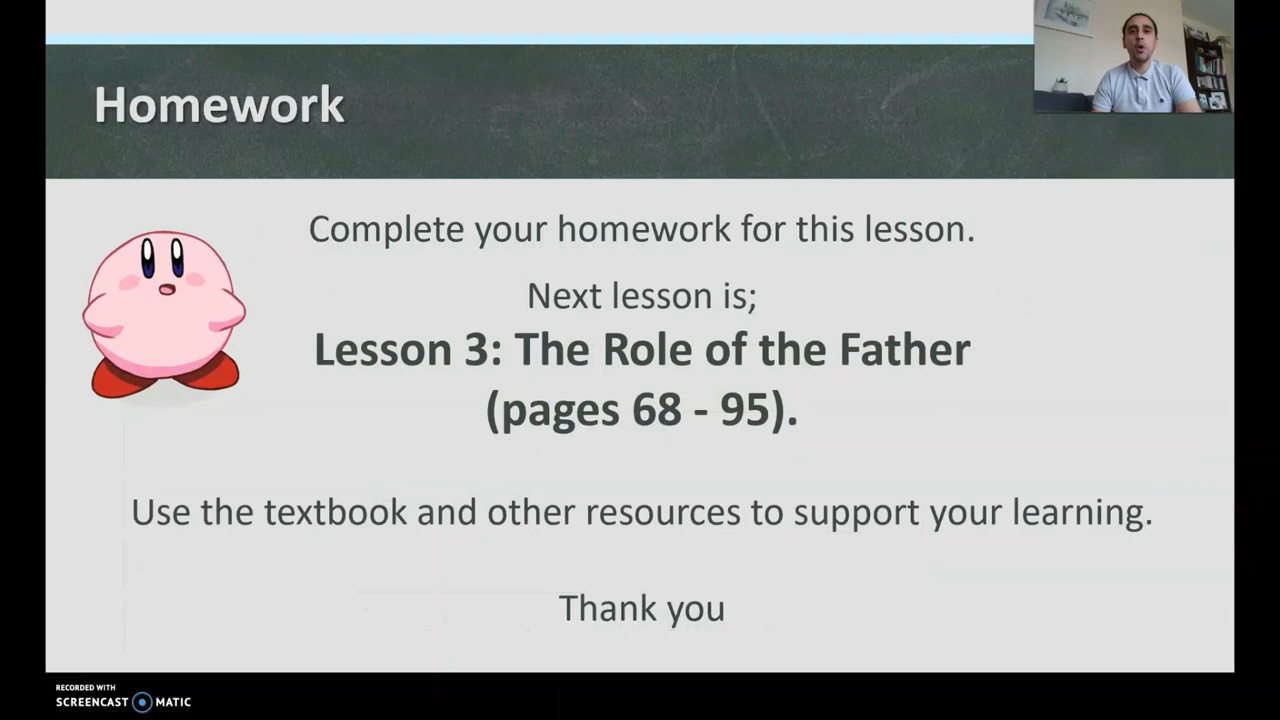 Homework
Complete your homework for this lesson.
Next lesson is;
Lesson 3: The Role of the Father
(pages 68 - 95).
Use the textbook and other resources to support your learning.
Thank you
RECORDED WITH
SCREENCAST MATIC